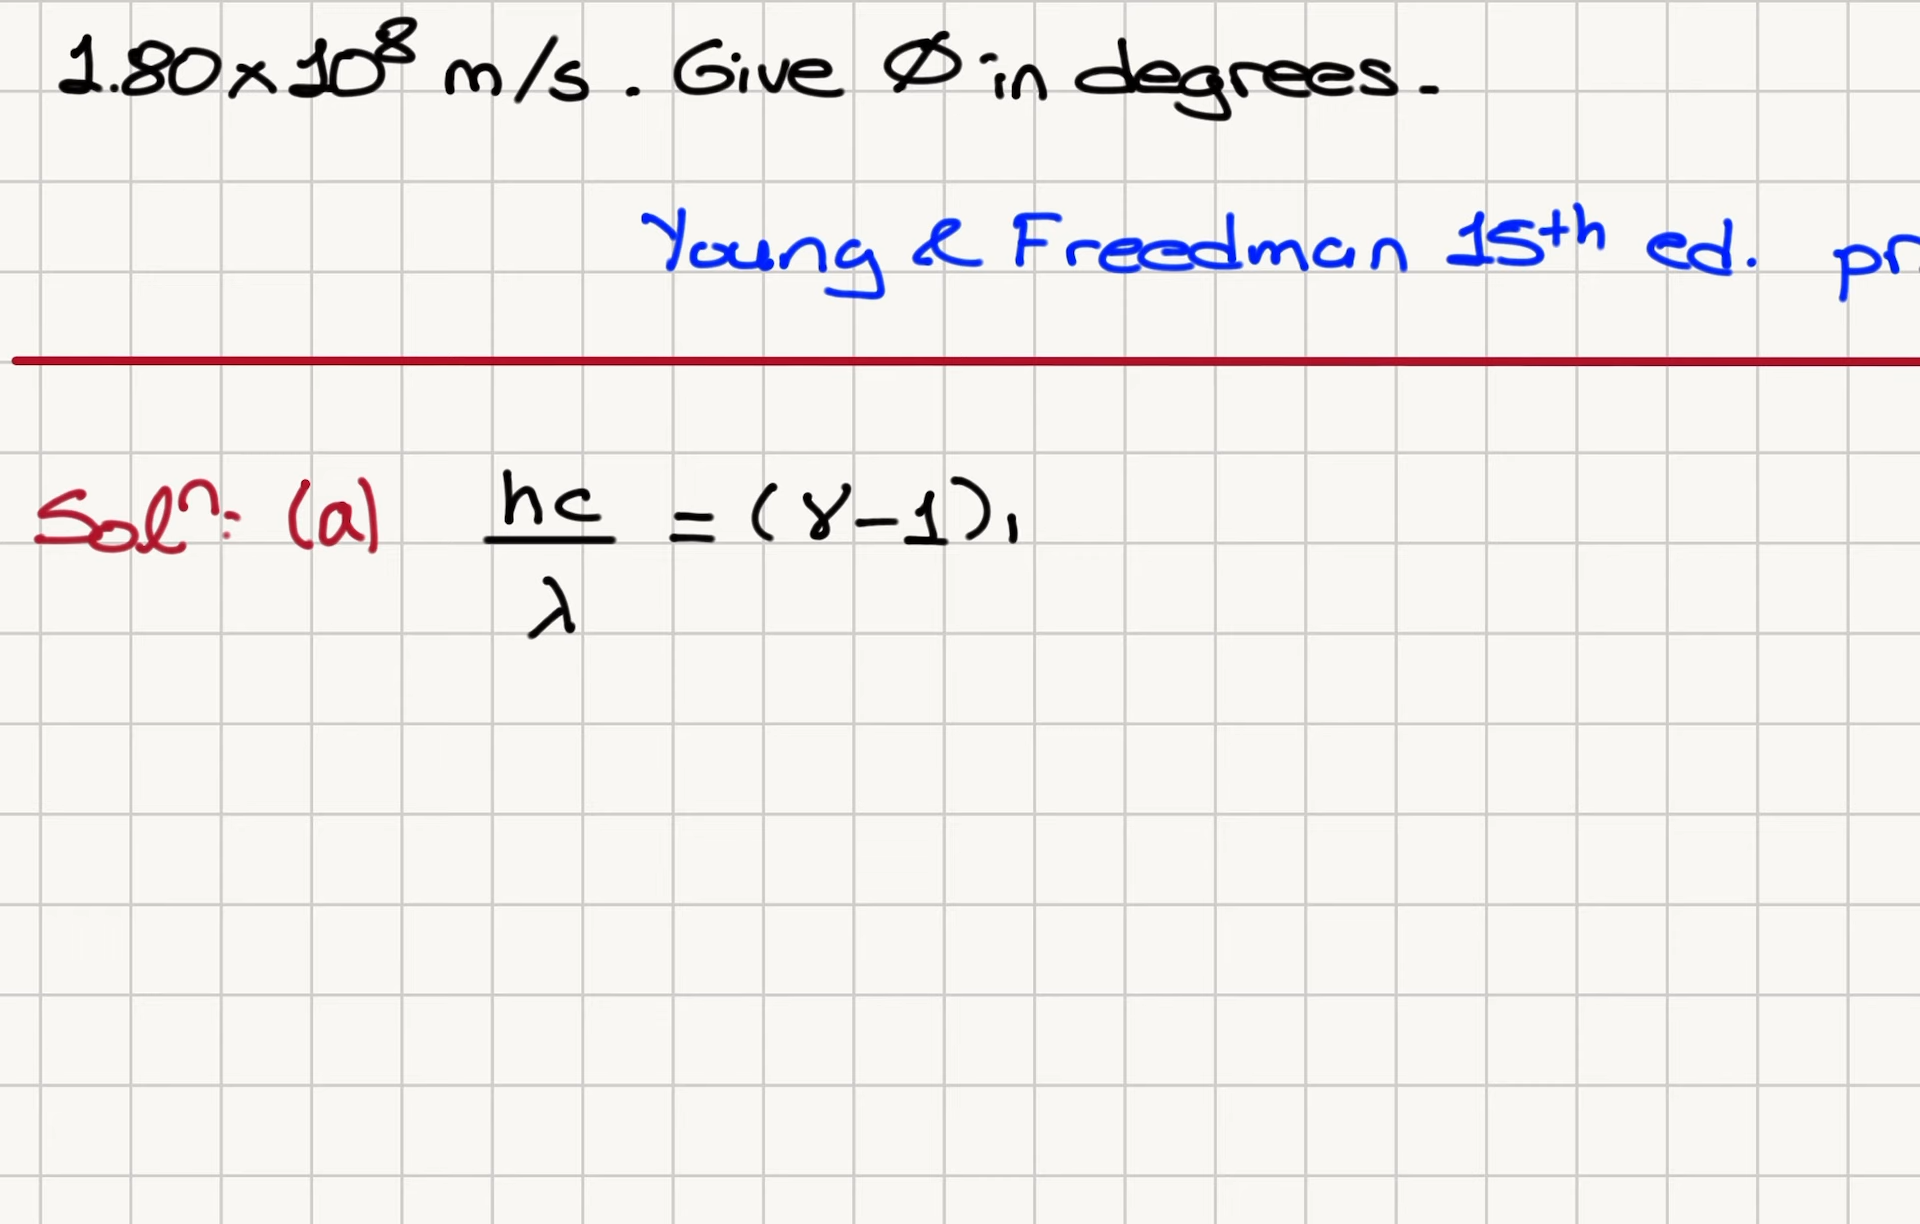 1.80×10⁸ m/s. Give Ø in degrees.
Young & Freedman 15th ed.
Solⁿ: (a) hc/λ = (γ-1)